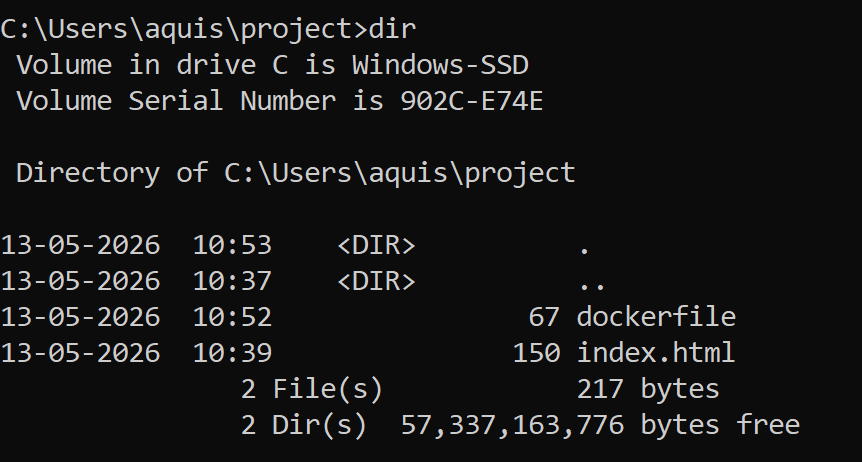 C:\Users\aquis\project>dir
Volume in drive C is Windows-SSD
Volume Serial Number is 902C-E74E
Directory of C:\Users\aquis\project
13-05-2026  10:53    <DIR>          .
13-05-2026  10:37    <DIR>          ..
13-05-2026  10:52                67 dockerfile
13-05-2026  10:39               150 index.html
2 File(s)            217 bytes
2 Dir(s)  57,337,163,776 bytes free